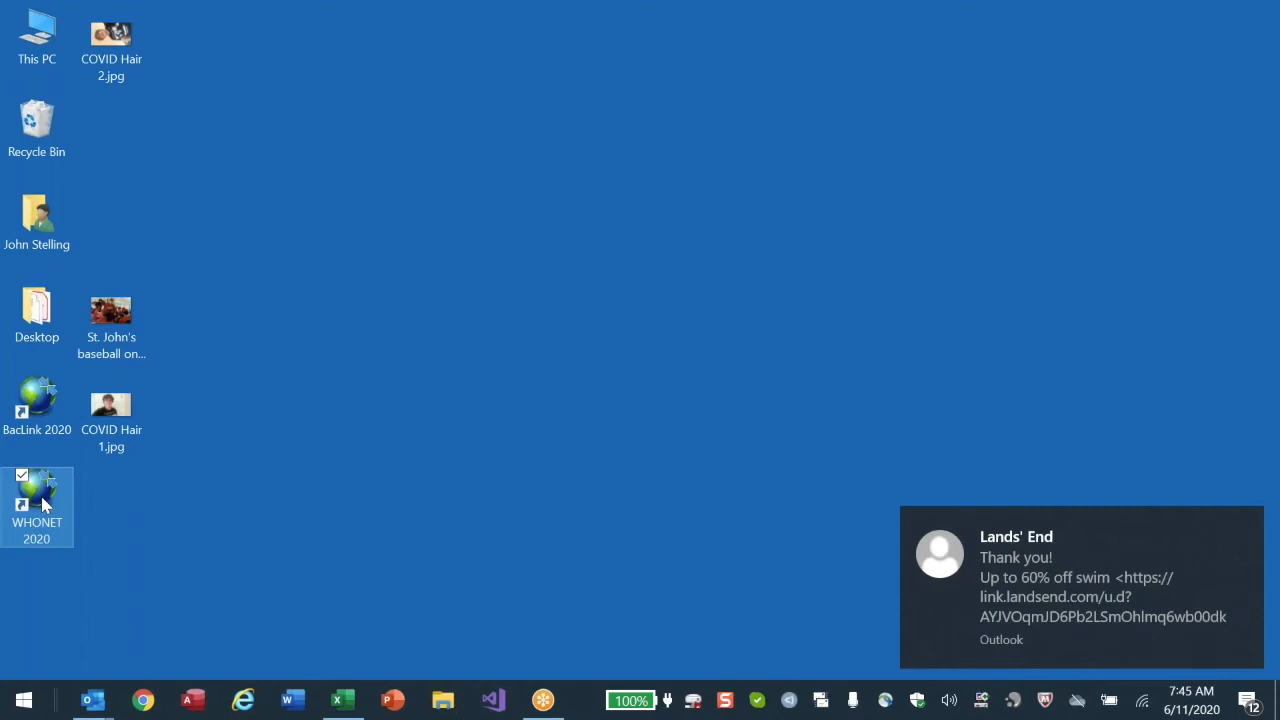 This PC
COVID Hair
2.jpg
Recycle Bin
John Stelling
Desktop
St. John's
baseball on...
BacLink 2020
COVID Hair
1.jpg
WHONET
2020
Lands' End
Thank you!
Up to 60% off swim <https://
link.landsend.com/u.d?
AYJVOqmJD6Pb2LSmOhImq6wb00dk
Outlook
100%
7:45 AM
6/11/2020
12